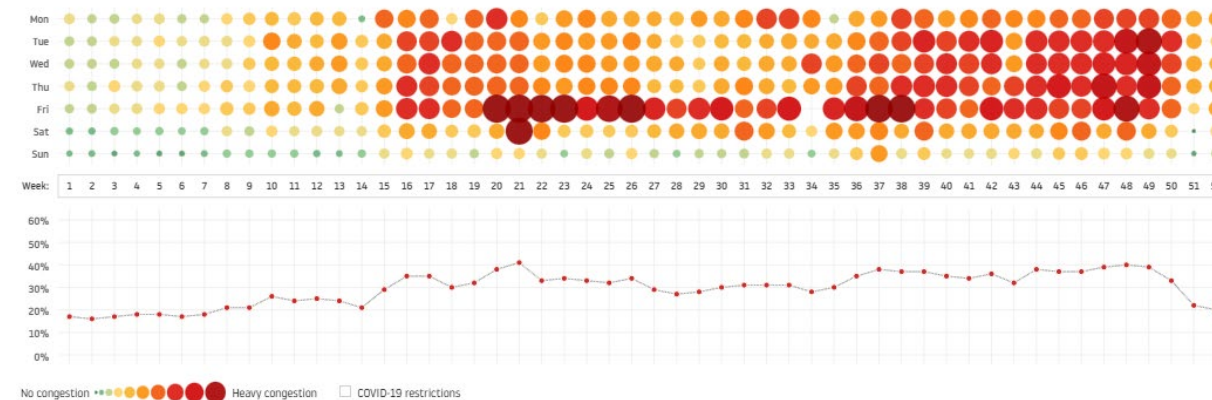 Mon
Tue
Wed
Thu
Fri
Sat
Sun
Week: 1 2 3 4 5 6 7 8 9 10 11 12 13 14 15 16 17 18 19 20 21 22 23 24 25 26 27 28 29 30 31 32 33 34 35 36 37 38 39 40 41 42 43 44 45 46 47 48 49 50 51
60%
50%
40%
30%
20%
10%
0%
No congestion Heavy congestion COVID-19 restrictions